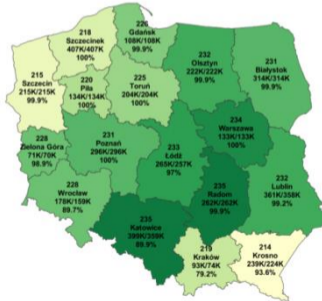 226
Gdańsk
108K/108K
99.9%
218
Szczecinek
407K/407K
100%
232
Olsztyn
222K/222K
99.9%
231
Białystok
314K/314K
99.9%
215
Szczecin
215K/215K
99.9%
220
Piła
134K/134K
100%
225
Toruń
204K/204K
100%
234
Warszawa
133K/133K
100%
228
Zielona Góra
71K/70K
98.9%
231
Poznań
296K/296K
100%
233
Łódź
265K/257K
97%
228
Wrocław
178K/159K
89.7%
235
Radom
262K/262K
99.9%
232
Lublin
361K/358K
99.2%
235
Katowice
89.9%
219
Kraków
93K/74K
79.2%
214
Krosno
239K/224K
93.6%